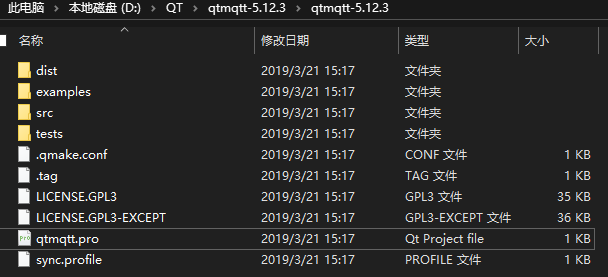 此电脑 › 本地磁盘 (D:) › QT › qtmqtt-5.12.3 › qtmqtt-5.12.3
名称 修改日期 类型 大小
dist 2019/3/21 15:17 文件夹
examples 2019/3/21 15:17 文件夹
src 2019/3/21 15:17 文件夹
tests 2019/3/21 15:17 文件夹
.qmake.conf 2019/3/21 15:17 CONF 文件 1 KB
.tag 2019/3/21 15:17 TAG 文件 1 KB
LICENSE.GPL3 2019/3/21 15:17 GPL3 文件 35 KB
LICENSE.GPL3-EXCEPT 2019/3/21 15:17 GPL3-EXCEPT 文件 36 KB
qtmqtt.pro 2019/3/21 15:17 Qt Project file 1 KB
sync.profile 2019/3/21 15:17 PROFILE 文件 1 KB